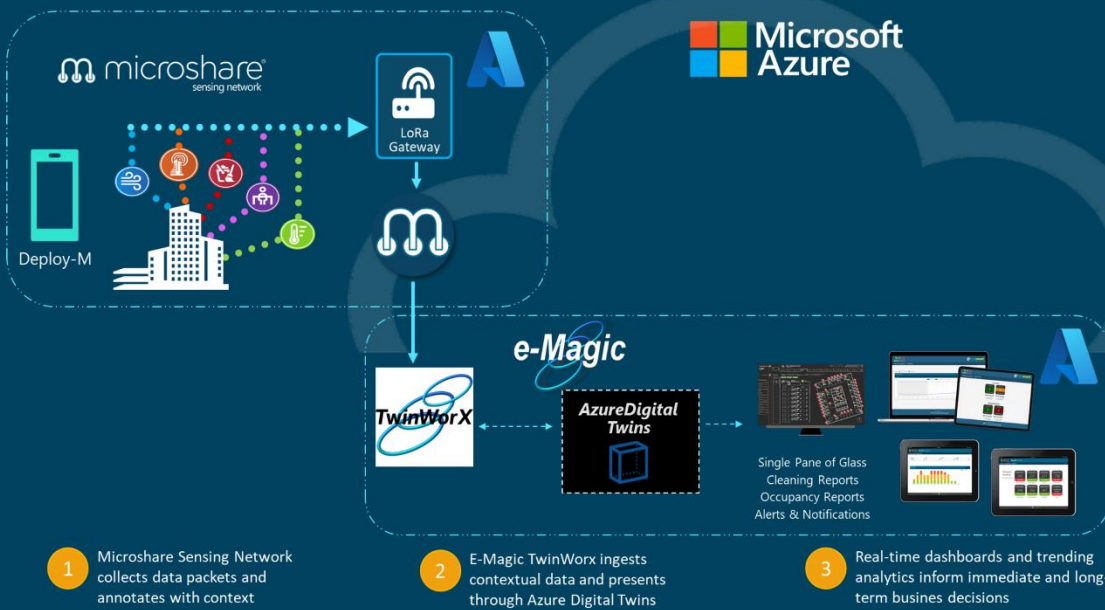 microshare®
sensing network
Microsoft
Azure
LoRa
Gateway
Deploy-M
e-Magic
TwinWorX
AzureDigital
Twins
Single Pane of Glass
Cleaning Reports
Occupancy Reports
Alerts & Notifications
1
Microshare Sensing Network
collects data packets and
annotates with context
2
E-Magic TwinWorx ingests
contextual data and presents
through Azure Digital Twins
3
Real-time dashboards and trending
analytics inform immediate and long-
term busines decisions